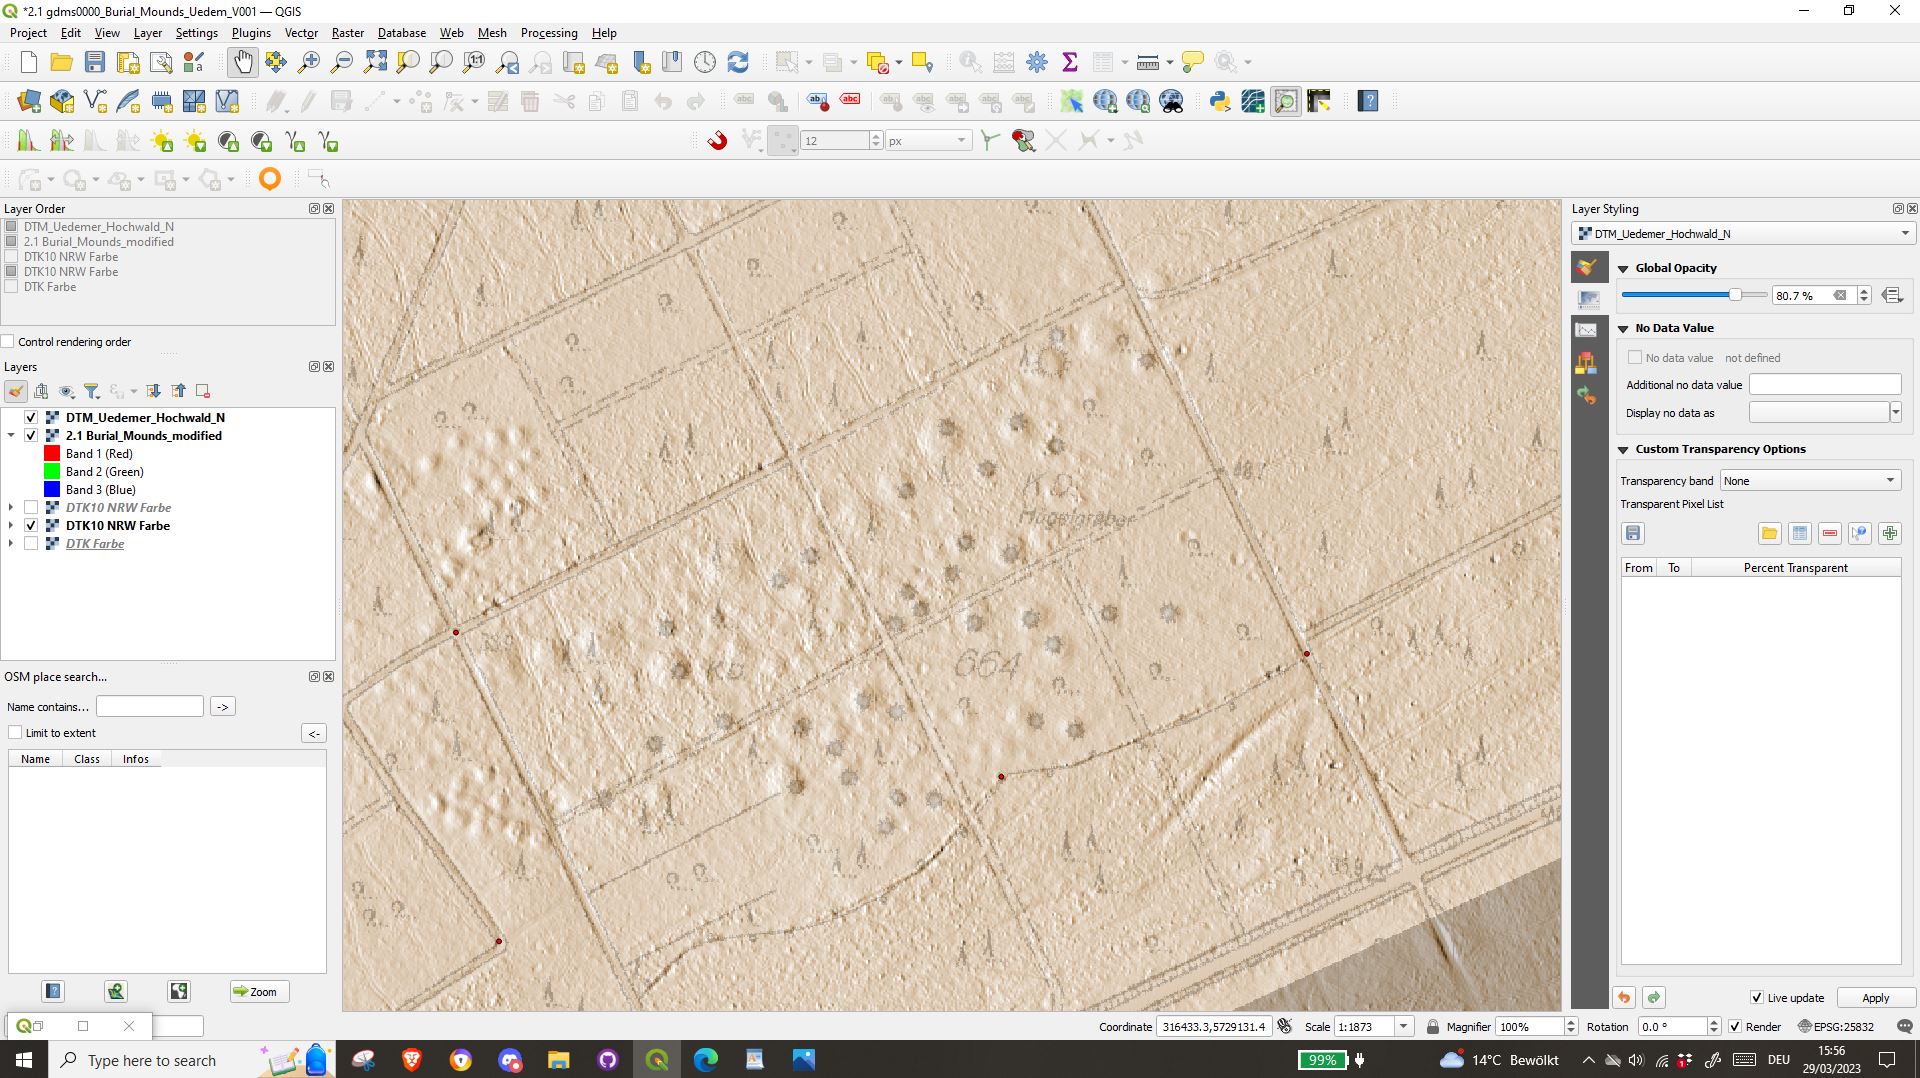 *2.1 gdms0000_Burial_Mounds_Uedem_V001 — QGIS
Project Edit View Layer Settings Plugins Vector Raster Database Web Mesh Processing Help
12 px
Layer Order
DTM_Uedemer_Hochwald_N
2.1 Burial_Mounds_modified
DTK10 NRW Farbe
DTK10 NRW Farbe
DTK Farbe
Control rendering order
Layers
DTM_Uedemer_Hochwald_N
2.1 Burial_Mounds_modified
Band 1 (Red)
Band 2 (Green)
Band 3 (Blue)
DTK10 NRW Farbe
DTK10 NRW Farbe
DTK Farbe
OSM place search...
Name contains... ->
Limit to extent <-
Name Class Infos
Zoom
Hügelgräber
664
Layer Styling
DTM_Uedemer_Hochwald_N
Global Opacity
80.7 %
No Data Value
No data value not defined
Additional no data value
Display no data as
Custom Transparency Options
Transparency band None
Transparent Pixel List
From To Percent Transparent
Live update Apply
Coordinate 316433.3,5729131.4 Scale 1:1873 Magnifier 100% Rotation 0.0 ° Render EPSG:25832
Type here to search 99% 14°C Bewölkt DEU 15:56
29/03/2023